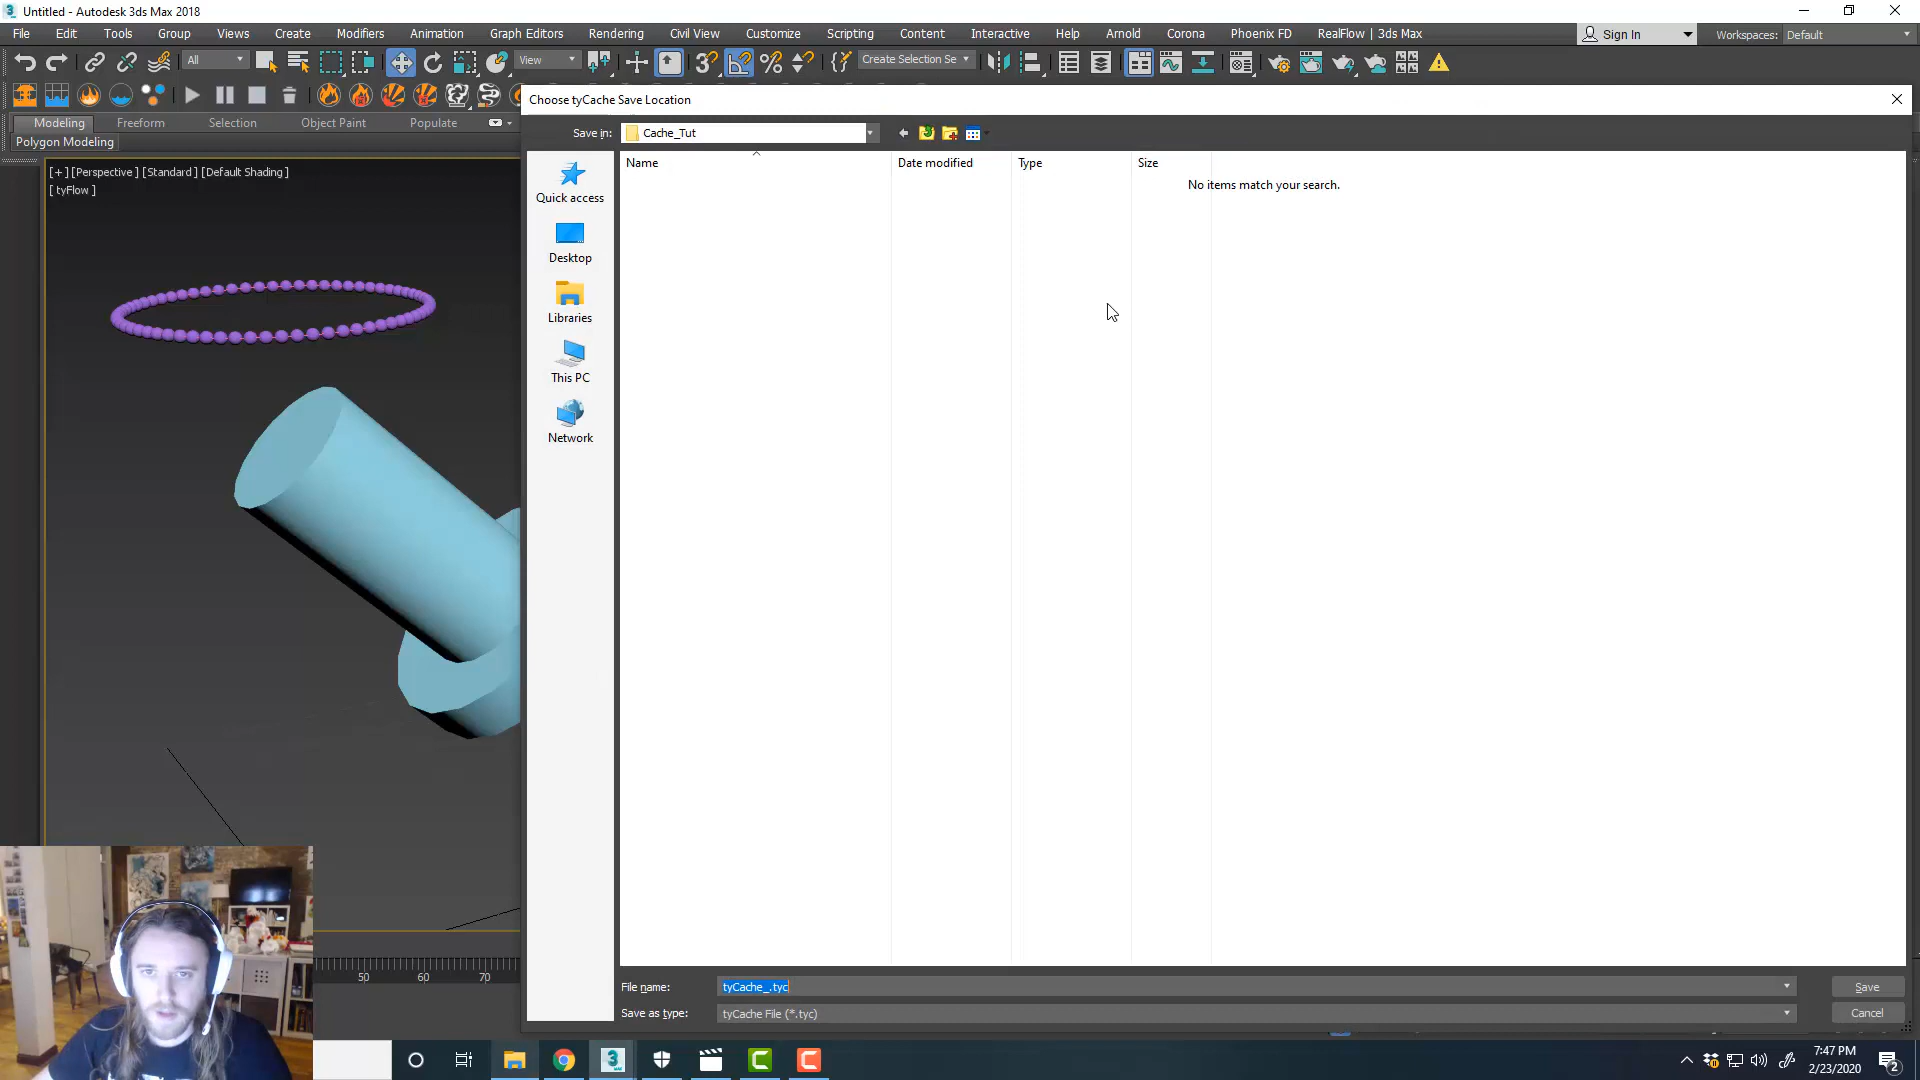 Untitled - Autodesk 3ds Max 2018
File Edit Tools Group Views Create Modifiers Animation Graph Editors Rendering Civil View Customize Scripting Content Interactive Help Arnold Corona Phoenix FD RealFlow | 3ds Max Sign In Workspaces: Default
All View Create Selection Se
Choose tyCache Save Location
Modeling Freeform Selection Object Paint Populate
Save in: Cache_Tut
Polygon Modeling
Name Date modified Type Size
[+] [Perspective] [Standard] [Default Shading]
[ tyFlow ]
No items match your search.
Quick access
Desktop
Libraries
This PC
Network
50 60 70
File name: tyCache_.tyc Save
Save as type: tyCache File (*.tyc) Cancel
7:47 PM
2/23/2020
2